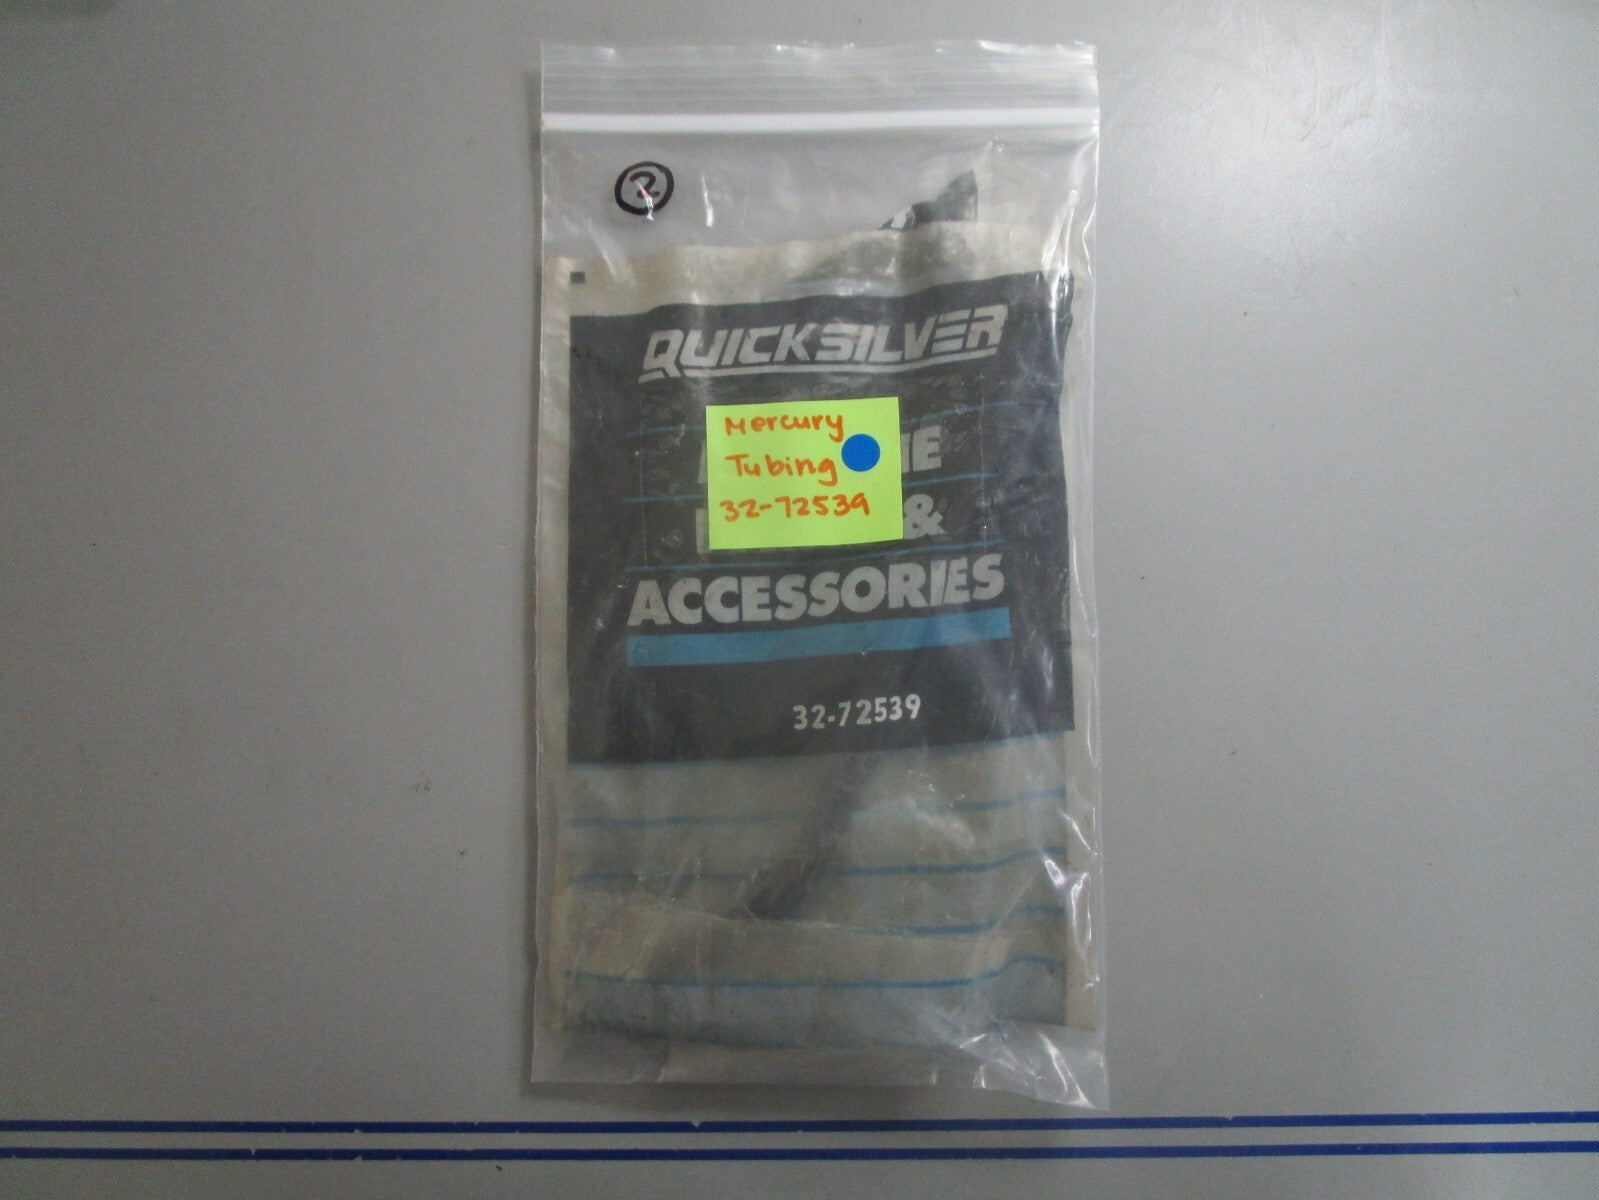 2
QUICKSILVER
Mercury
Tubing
32-72539
&
ACCESSORIES
32-72539